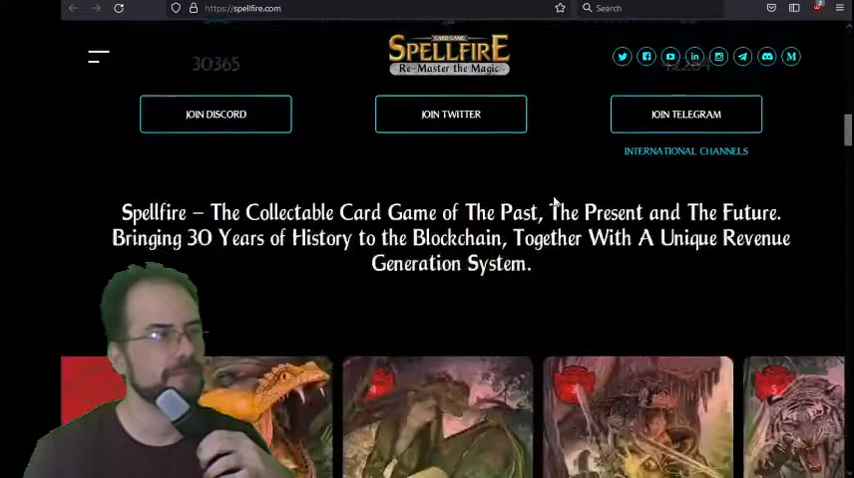 https://spellfire.com
Search
2
CARD GAME
SPELLFIRE
Re-Master the Magic
30365
JOIN DISCORD
JOIN TWITTER
JOIN TELEGRAM
INTERNATIONAL CHANNELS
Spellfire – The Collectable Card Game of The Past, The Present and The Future.
Bringing 30 Years of History to the Blockchain, Together With A Unique Revenue
Generation System.